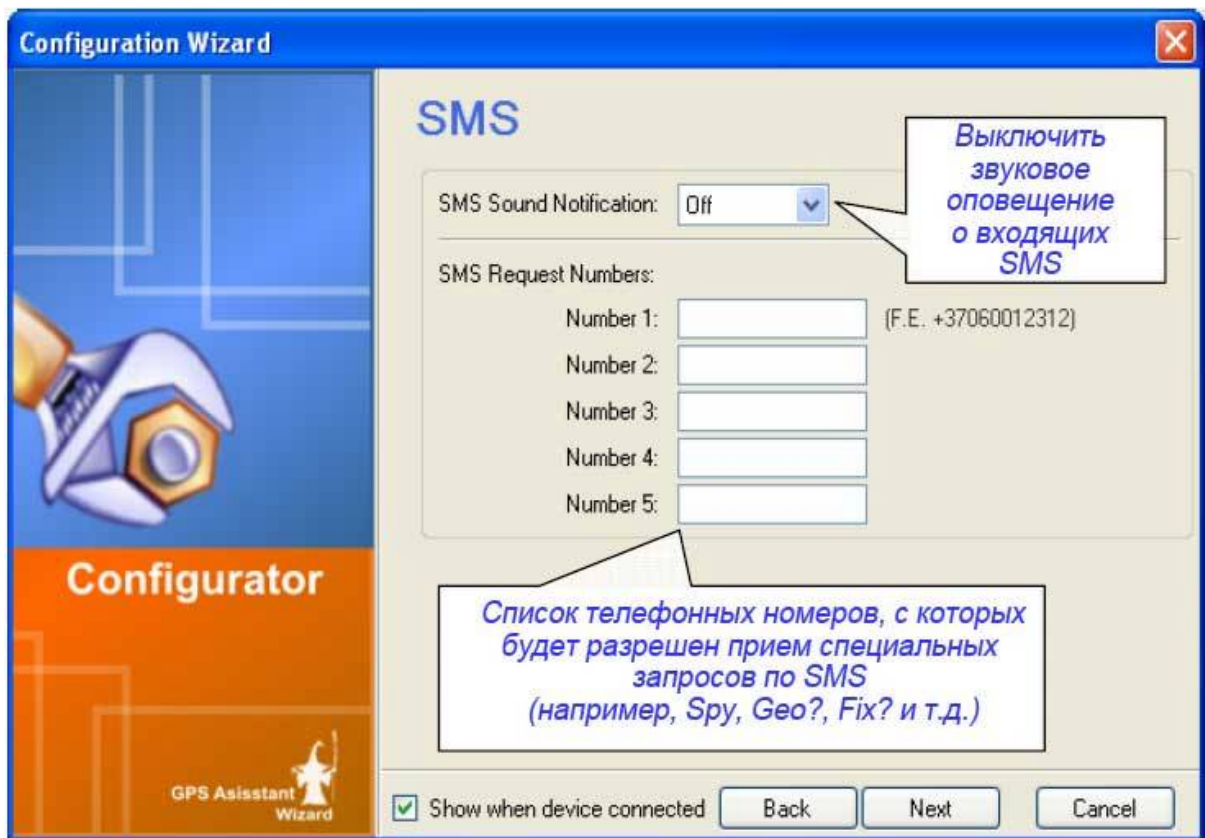 Configuration Wizard
SMS
Выключить
звуковое
оповещение
о входящих
SMS
SMS Sound Notification:
Off
SMS Request Numbers:
Number 1:
(F.E. +37060012312)
Number 2:
Number 3:
Number 4:
Number 5:
Configurator
Список телефонных номеров, с которых
будет разрешен прием специальных
запросов по SMS
(например, Spy, Geo?, Fix? и т.д.)
GPS Asisstant
Wizard
Show when device connected
Back
Next
Cancel